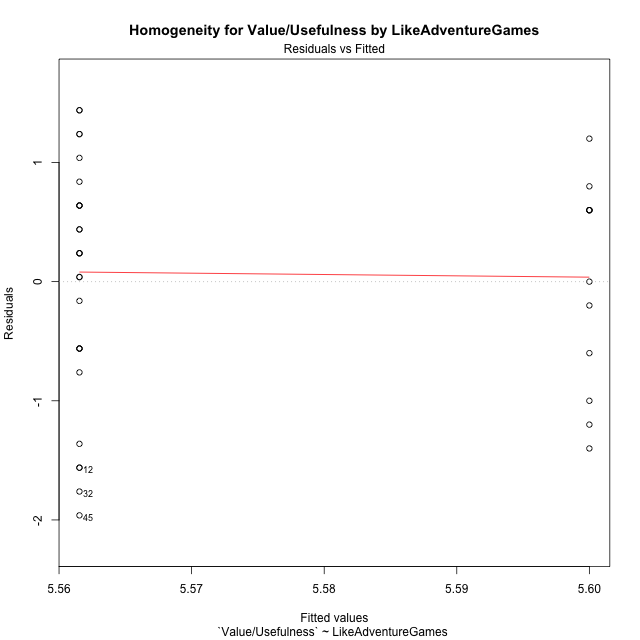 Homogeneity for Value/Usefulness by LikeAdventureGames
Residuals vs Fitted
Residuals
1
0
-1
-2
12
32
45
5.56 5.57 5.58 5.59 5.60
Fitted values
`Value/Usefulness` ~ LikeAdventureGames